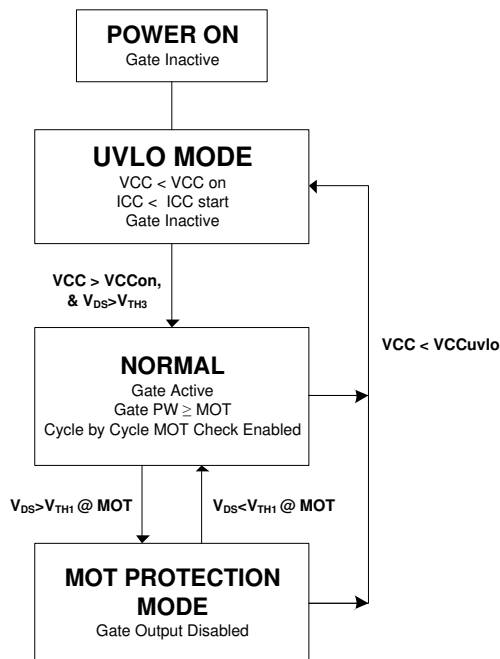 POWER ON
Gate Inactive
UVLO MODE
VCC < VCC on
ICC < ICC start
Gate Inactive
VCC > VCCon,
& VDS>VTH3
VCC < VCCuvlo
NORMAL
Gate Active
Gate PW ≥ MOT
Cycle by Cycle MOT Check Enabled
VDS>VTH1 @ MOT
VDS<VTH1 @ MOT
MOT PROTECTION
MODE
Gate Output Disabled